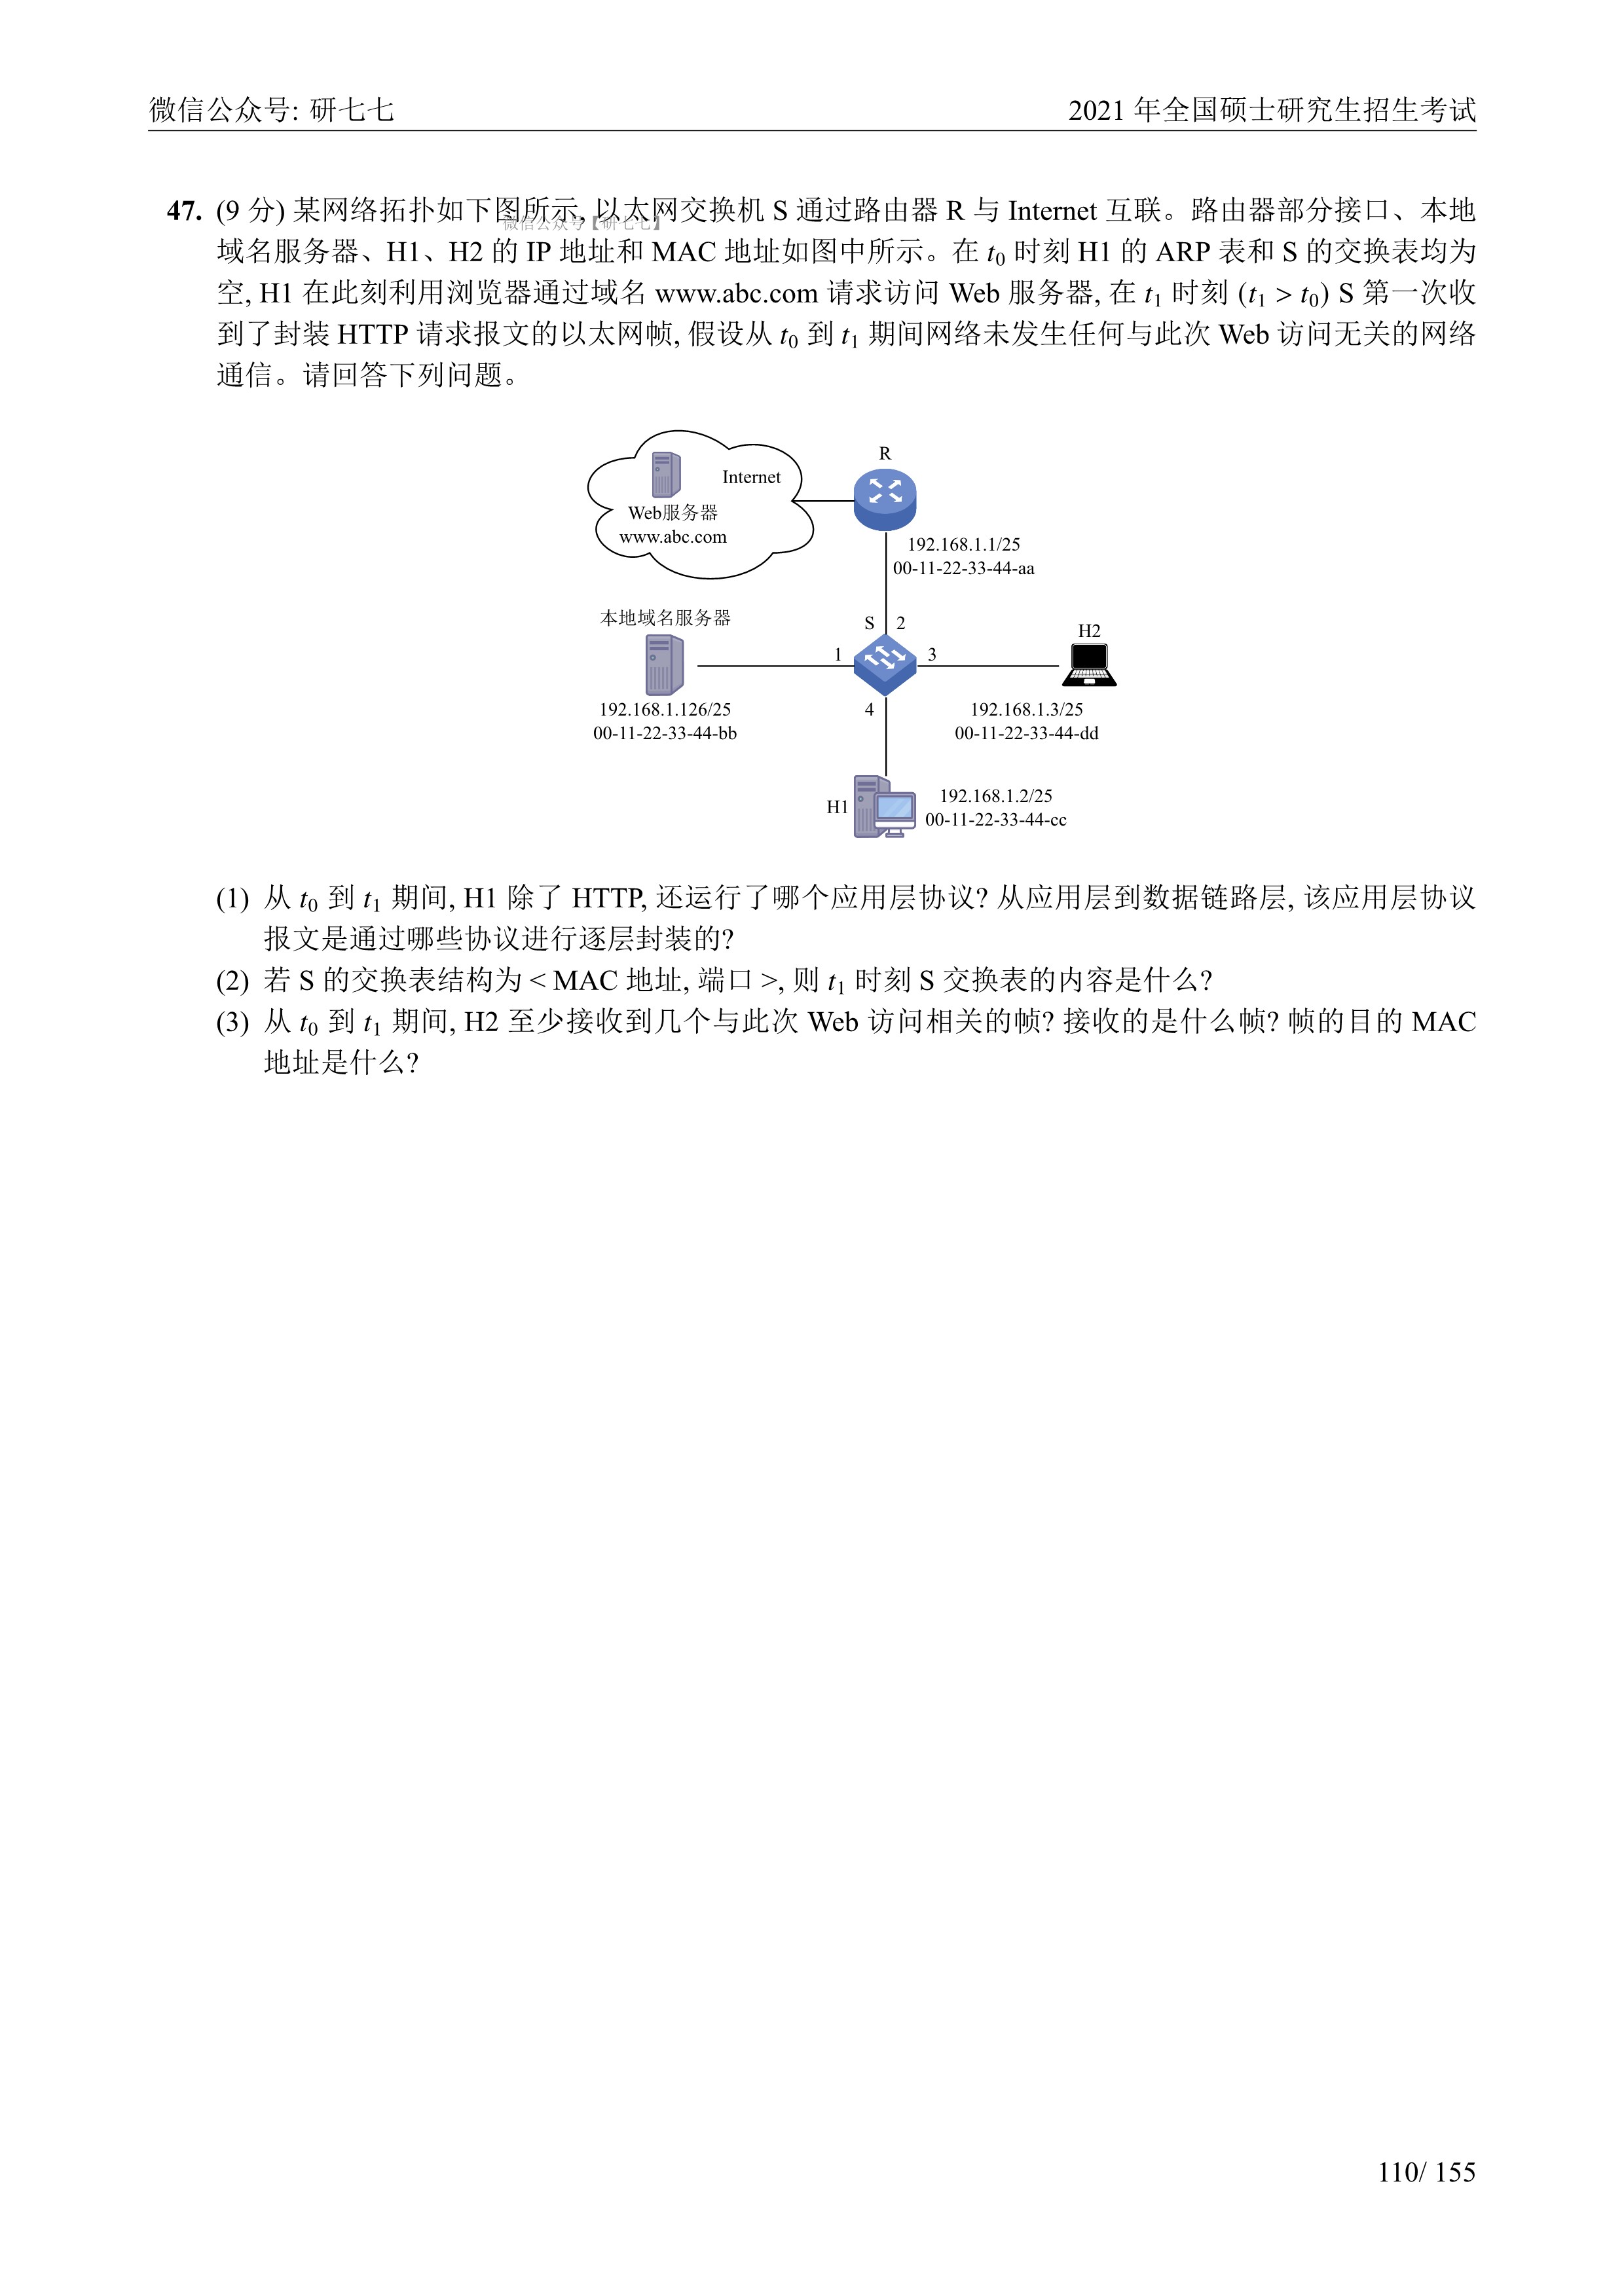 微信公众号: 研七七
2021 年全国硕士研究生招生考试
47. (9 分) 某网络拓扑如下图所示, 以太网交换机 S 通过路由器 R 与 Internet 互联。路由器部分接口、本地
微信公众号【研七七】
域名服务器、H1、H2 的 IP 地址和 MAC 地址如图中所示。在 t0 时刻 H1 的 ARP 表和 S 的交换表均为
空, H1 在此刻利用浏览器通过域名 www.abc.com 请求访问 Web 服务器, 在 t1 时刻 (t1 > t0) S 第一次收
到了封装 HTTP 请求报文的以太网帧, 假设从 t0 到 t1 期间网络未发生任何与此次 Web 访问无关的网络
通信。请回答下列问题。
R
Internet
Web服务器
www.abc.com
192.168.1.1/25
00-11-22-33-44-aa
本地域名服务器
S 2
H2
1
3
192.168.1.126/25
00-11-22-33-44-bb
4
192.168.1.3/25
00-11-22-33-44-dd
H1
192.168.1.2/25
00-11-22-33-44-cc
(1) 从 t0 到 t1 期间, H1 除了 HTTP, 还运行了哪个应用层协议? 从应用层到数据链路层, 该应用层协议
报文是通过哪些协议进行逐层封装的?
(2) 若 S 的交换表结构为 < MAC 地址, 端口 >, 则 t1 时刻 S 交换表的内容是什么?
(3) 从 t0 到 t1 期间, H2 至少接收到几个与此次 Web 访问相关的帧? 接收的是什么帧? 帧的目的 MAC
地址是什么?
110/ 155